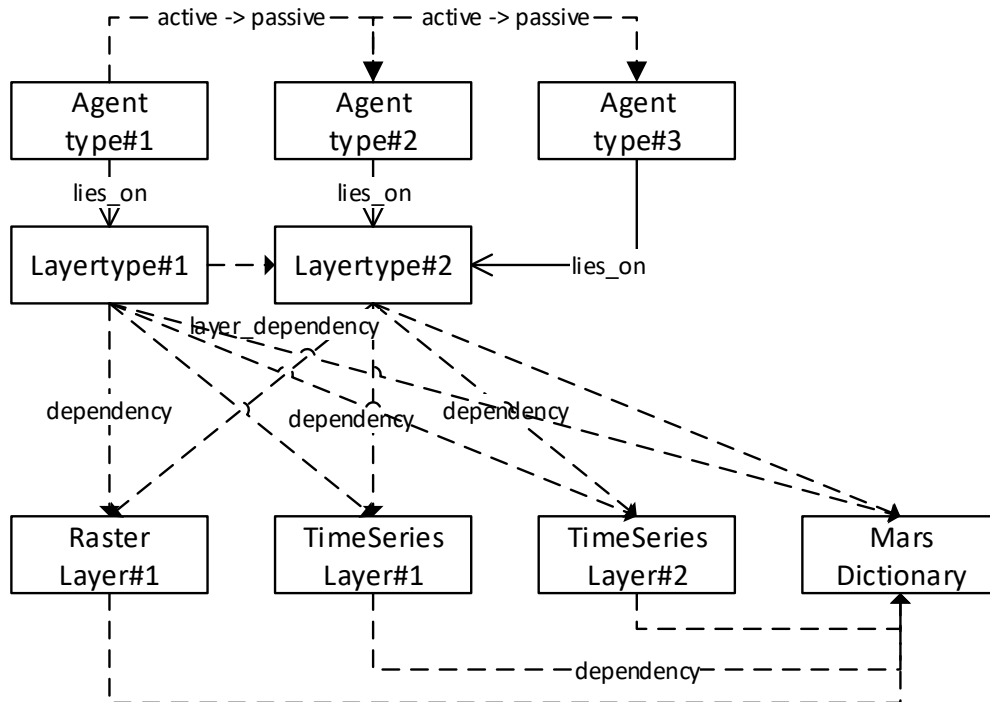 active -> passive
active -> passive
Agent
type#1
Agent
type#2
Agent
type#3
lies_on
lies_on
Layertype#1
Layertype#2
lies_on
layer_dependency
dependency
dependency
dependency
Raster
Layer#1
TimeSeries
Layer#1
TimeSeries
Layer#2
Mars
Dictionary
dependency